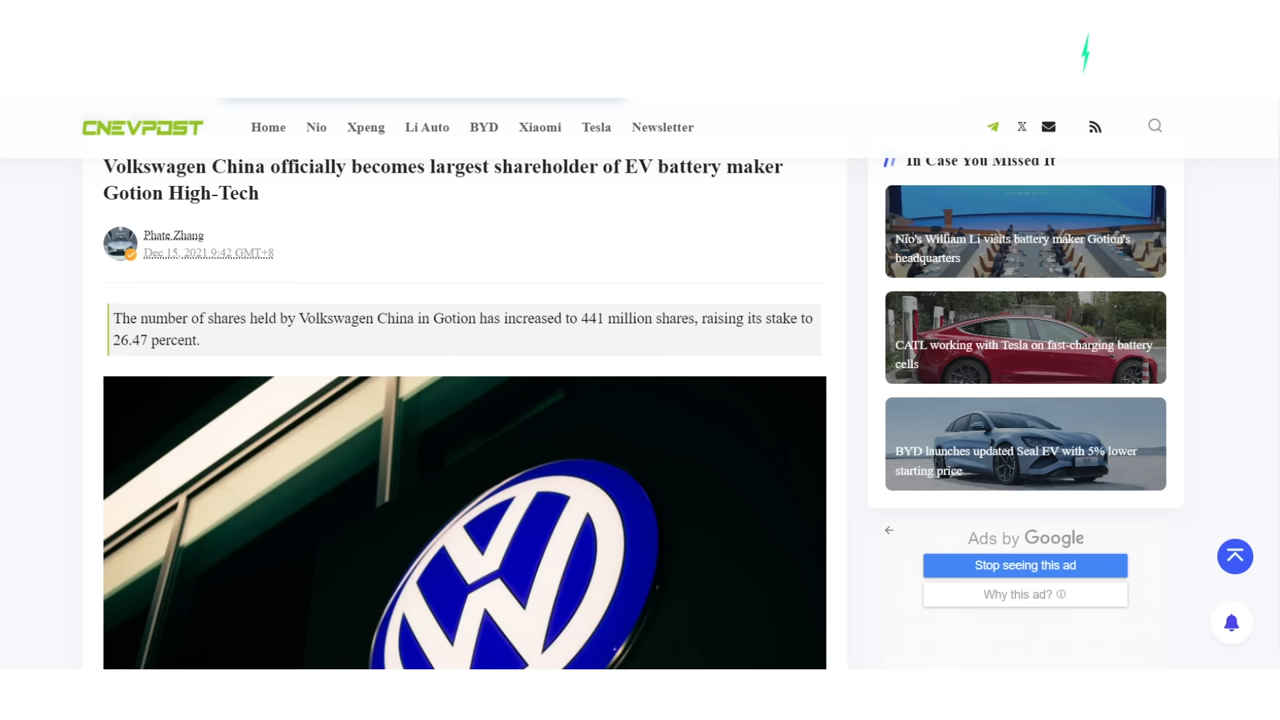 CNEVPOST
Home Nio Xpeng Li Auto BYD Xiaomi Tesla Newsletter
Volkswagen China officially becomes largest shareholder of EV battery maker
Gotion High-Tech
Phate Zhang
Dec 15, 2021 9:42 GMT+8
The number of shares held by Volkswagen China in Gotion has increased to 441 million shares, raising its stake to
26.47 percent.
In Case You Missed It
Nio's William Li visits battery maker Gotion's
headquarters
CATL working with Tesla on fast-charging battery
cells
BYD launches updated Seal EV with 5% lower
starting price
Ads by Google
Stop seeing this ad
Why this ad?